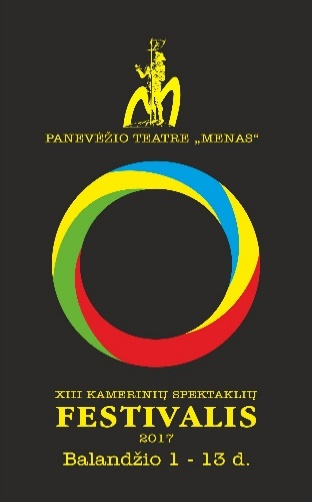 PANEVĖŽIO TEATRE „MENAS“
XIII KAMERINIŲ SPEKTAKLIŲ
FESTIVALIS
2017
Balandžio 1 - 13 d.